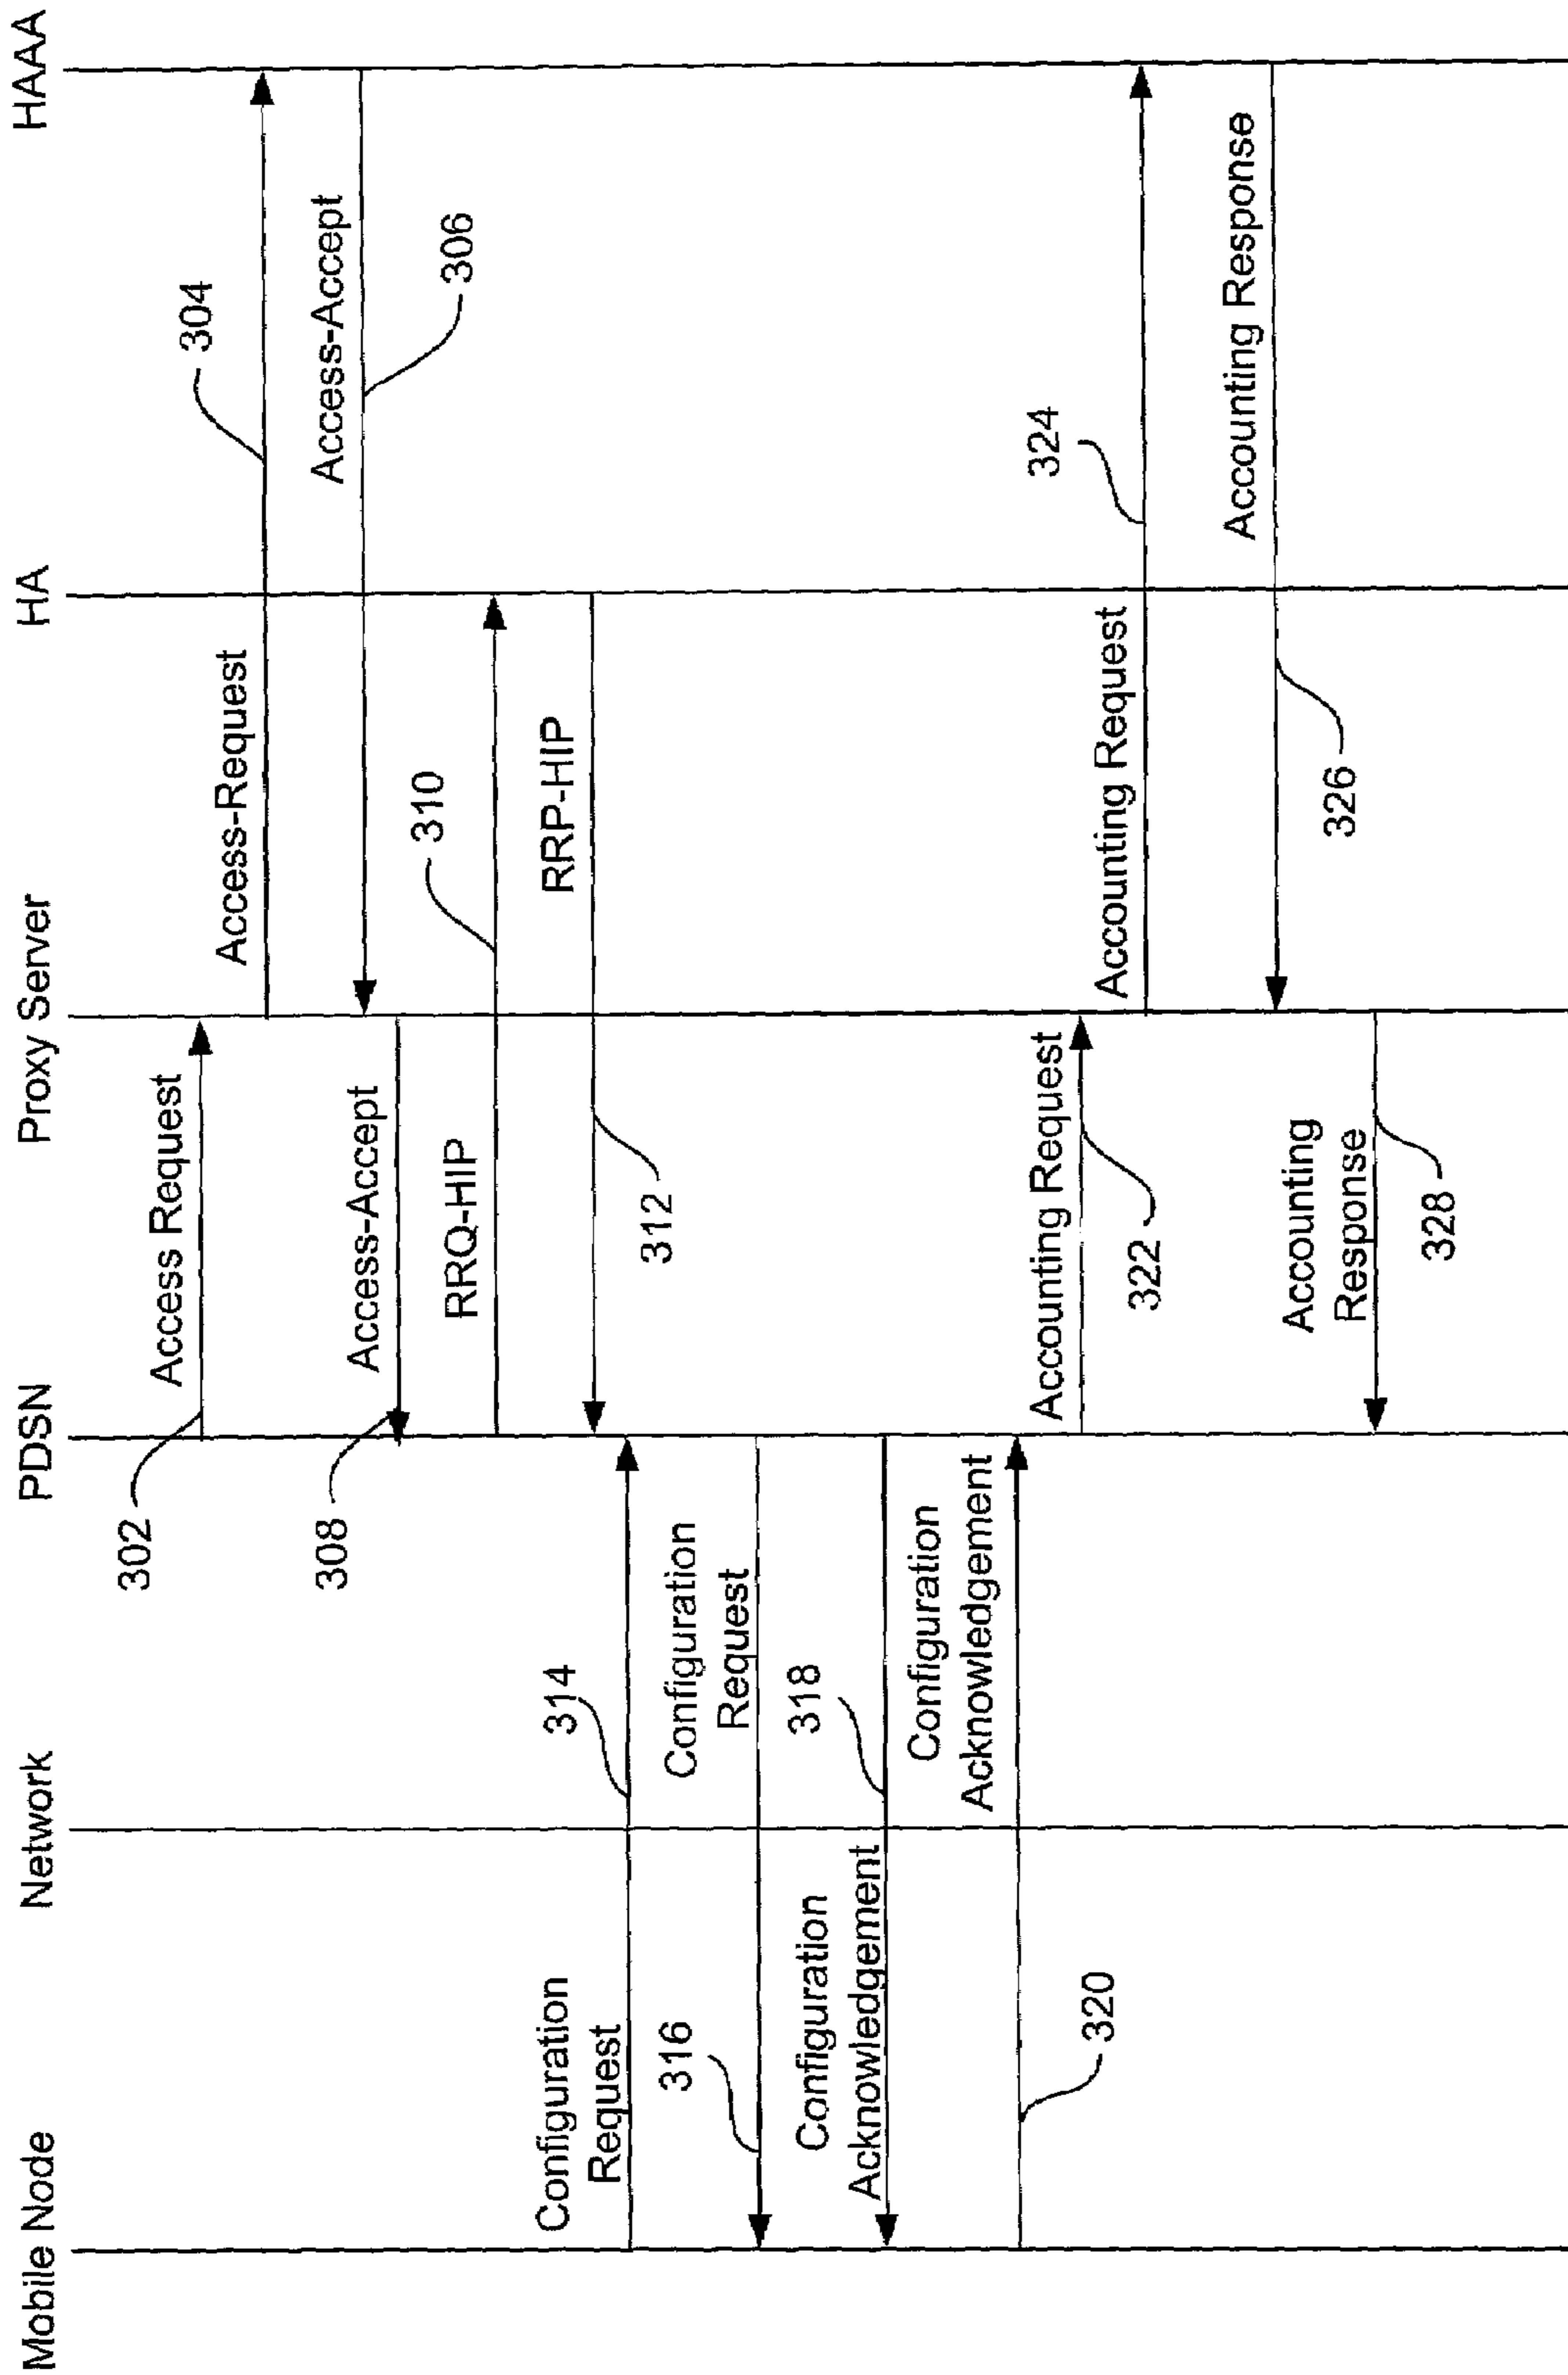 Mobile Node
Network
PDSN
Proxy Server
HA
HAAA
302
Access Request
Access-Request
304
Access-Accept
306
308
Access-Accept
RRQ-HIP
310
RRP-HIP
312
Configuration
Request
314
316
Configuration
Request
Configuration
Acknowledgement
318
Configuration
Acknowledgement
320
Accounting Request
322
Accounting Request
324
Accounting Response
326
Accounting
Response
328